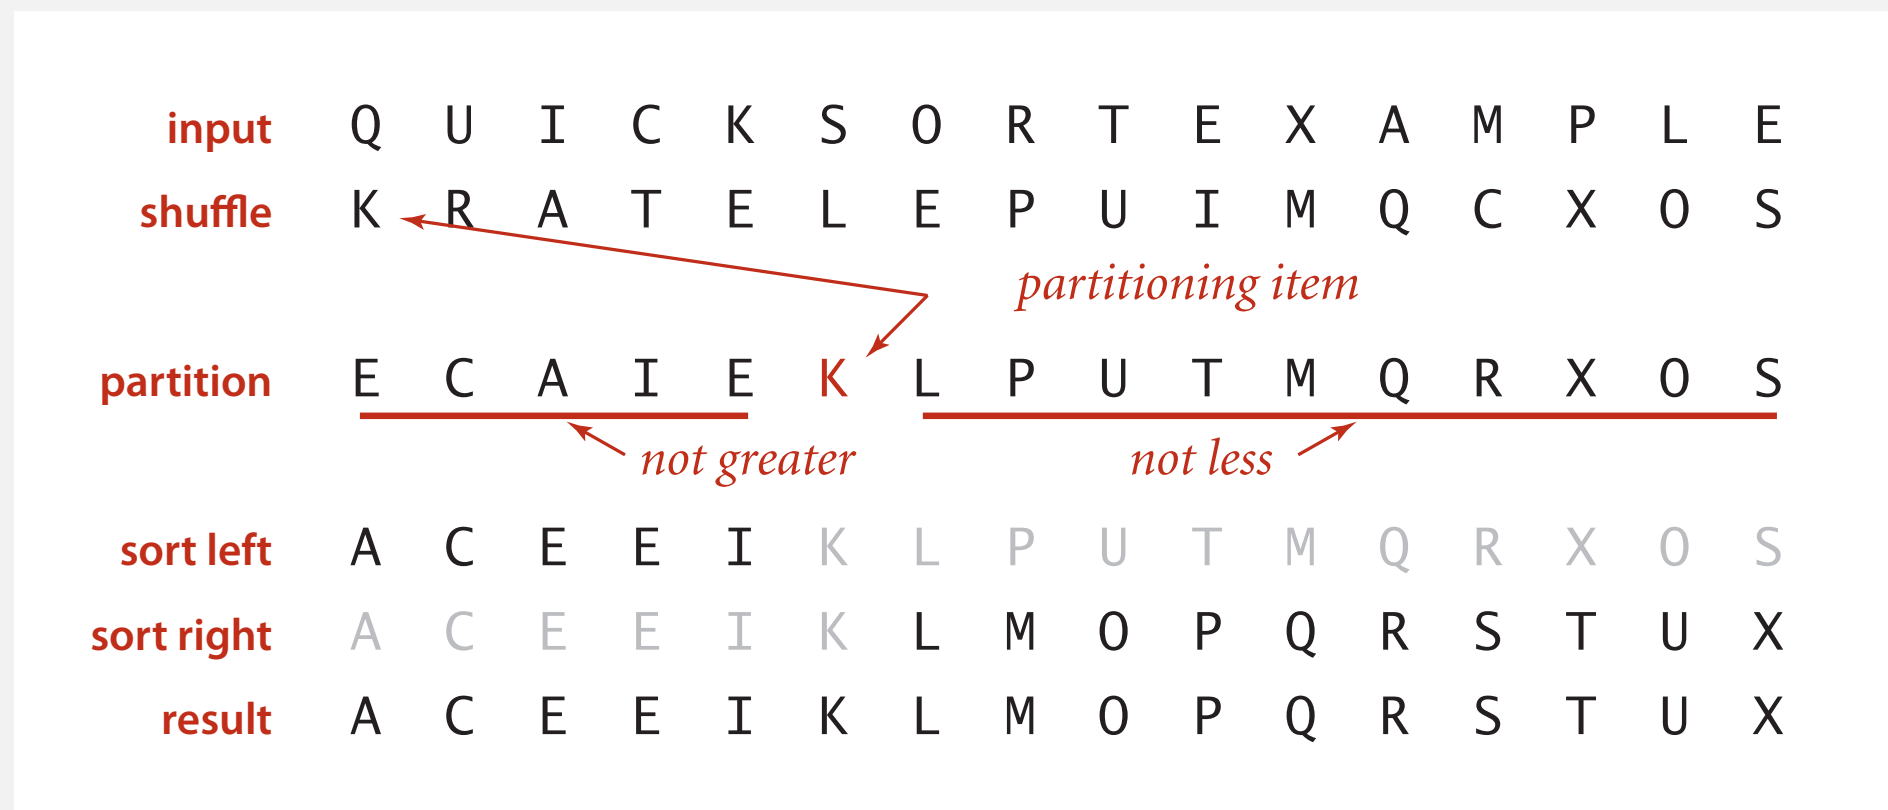 input Q U I C K S O R T E X A M P L E
shuffle K R A T E L E P U I M Q C X O S
partitioning item
partition E C A I E K L P U T M Q R X O S
not greater not less
sort left A C E E I K L P U T M Q R X O S
sort right A C E E I K L M O P Q R S T U X
result A C E E I K L M O P Q R S T U X